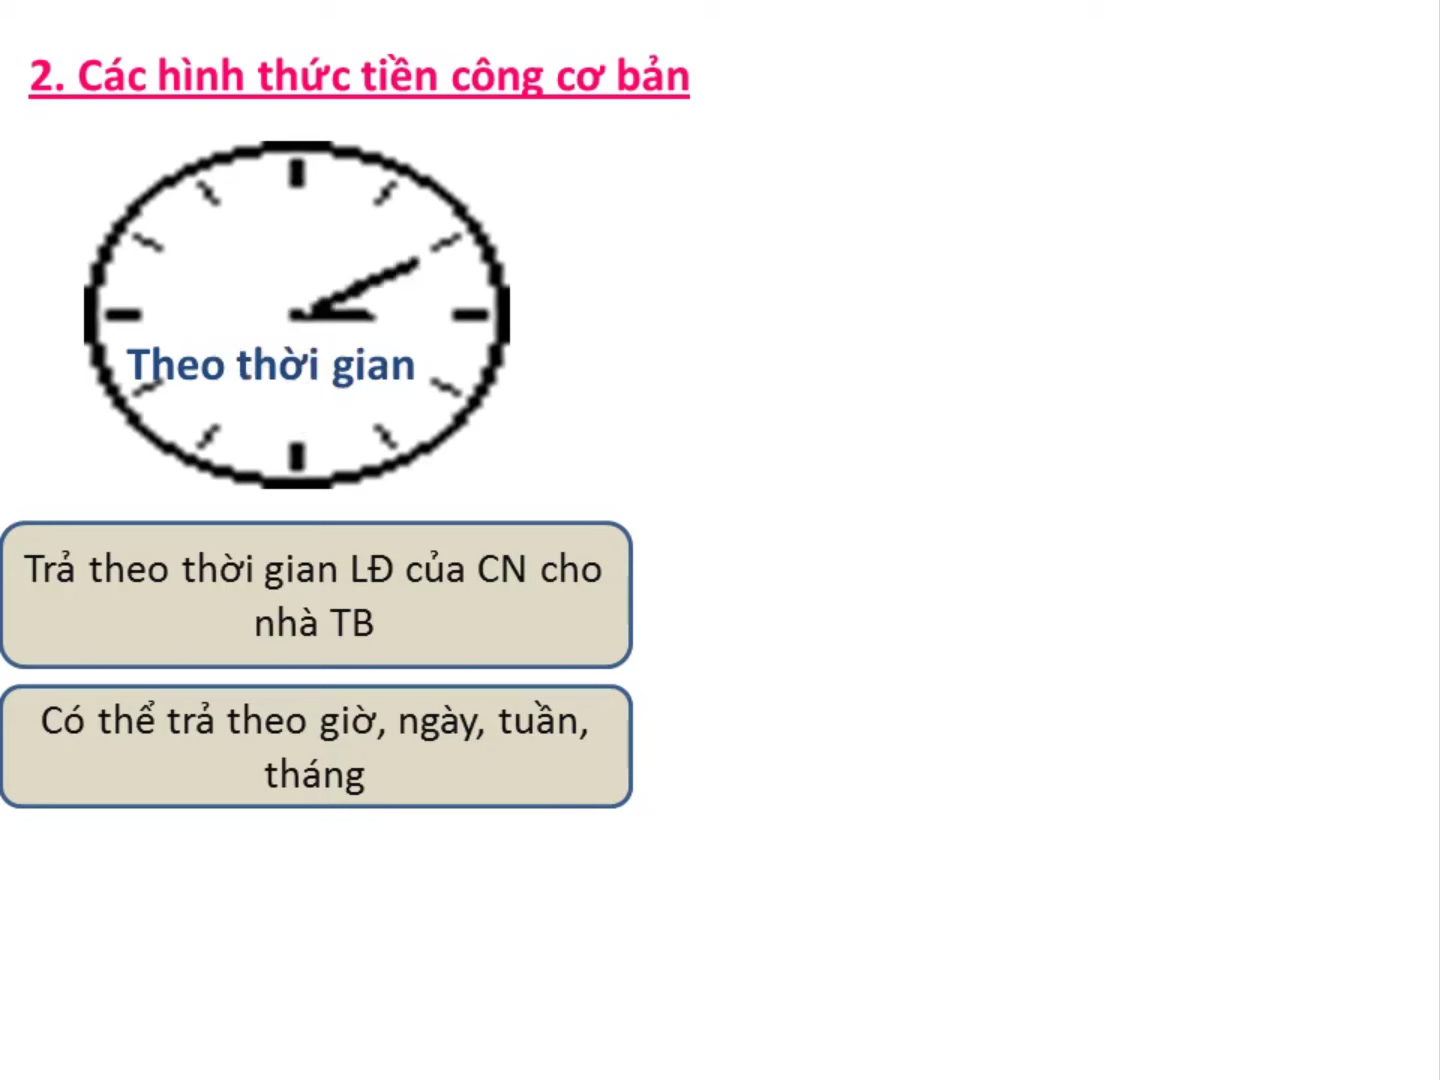 2. Các hình thức tiền công cơ bản
Theo thời gian
Trả theo thời gian LĐ của CN cho
nhà TB
Có thể trả theo giờ, ngày, tuần,
tháng